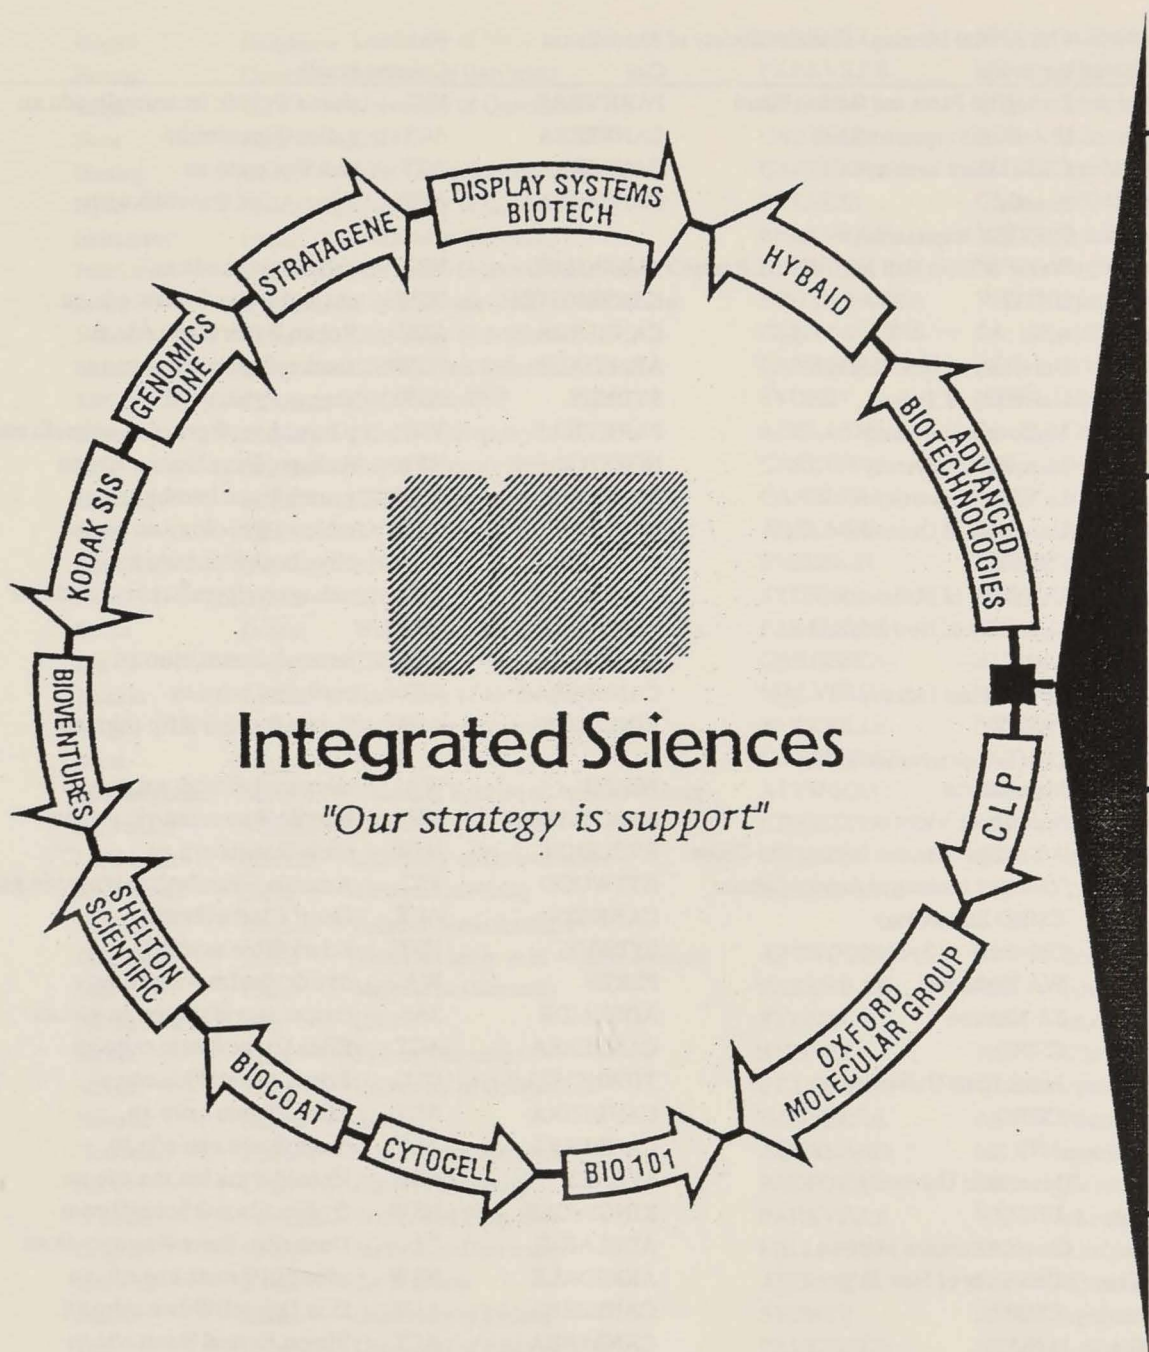 DISPLAY SYSTEMS
BIOTECH
HYBAID
ADVANCED
BIOTECHNOLOGIES
CLP
OXFORD
MOLECULAR GROUP
BIO 101
CYTOCELL
BIOCOAT
SHELTON
SCIENTIFIC
BIOVENTURES
KODAK SIS
GENOMICS
ONE
STRATAGENE
Integrated Sciences
"Our strategy is support"